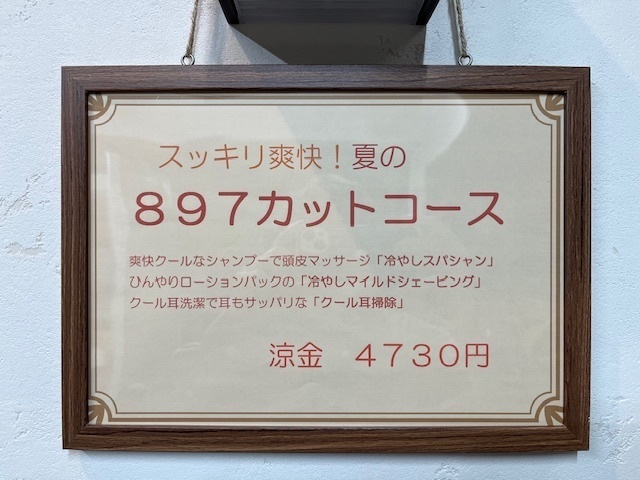 スッキリ爽快！夏の
８９７カットコース
爽快クールなシャンプーで頭皮マッサージ「冷やしスパシャン」
ひんやりローションパックの「冷やしマイルドシェービング」
クール耳洗潔で耳もサッパリな「クール耳掃除」
涼金　４７３０円